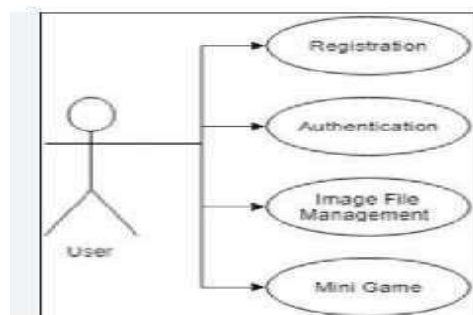 Registration
Authentication
Image File
Management
User
Mini Game